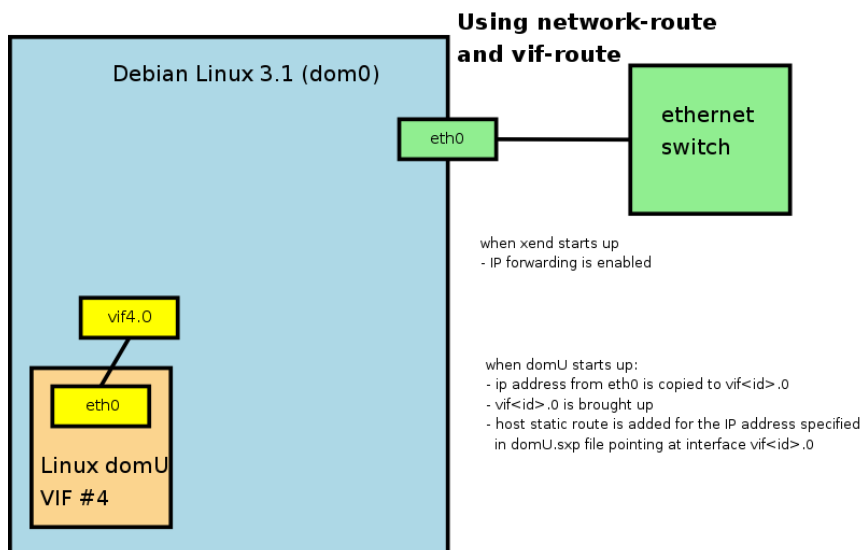 Using network-route
and vif-route
Debian Linux 3.1 (dom0)
eth0
ethernet
switch
when xend starts up
- IP forwarding is enabled
vif4.0
eth0
Linux domU
VIF #4
when domU starts up:
- ip address from eth0 is copied to vif<id>.0
- vif<id>.0 is brought up
- host static route is added for the IP address specified
in domU.sxp file pointing at interface vif<id>.0